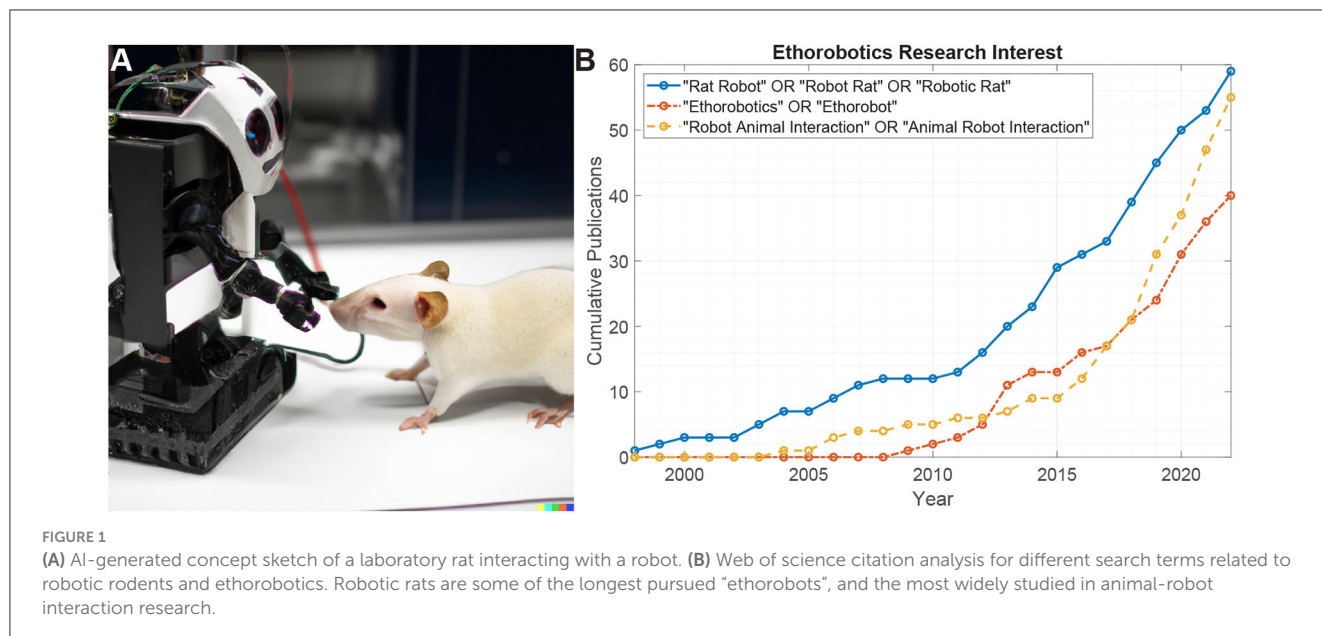 A
B
Ethorobotics Research Interest
"Rat Robot" OR "Robot Rat" OR "Robotic Rat"
"Ethorobotics" OR "Ethorobot"
"Robot Animal Interaction" OR "Animal Robot Interaction"
Cumulative Publications
60
50
40
30
20
10
0
2000 2005 2010 2015 2020
Year
FIGURE 1
(A) AI-generated concept sketch of a laboratory rat interacting with a robot. (B) Web of science citation analysis for different search terms related to
robotic rodents and ethorobotics. Robotic rats are some of the longest pursued “ethorobots”, and the most widely studied in animal-robot
interaction research.